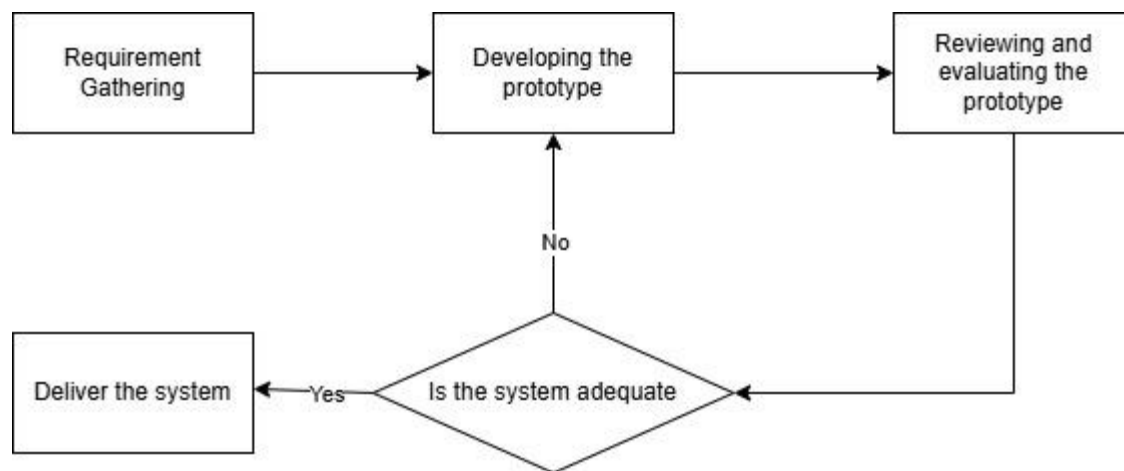 Requirement
Gathering
Developing the
prototype
Reviewing and
evaluating the
prototype
No
Deliver the system
Yes
Is the system adequate